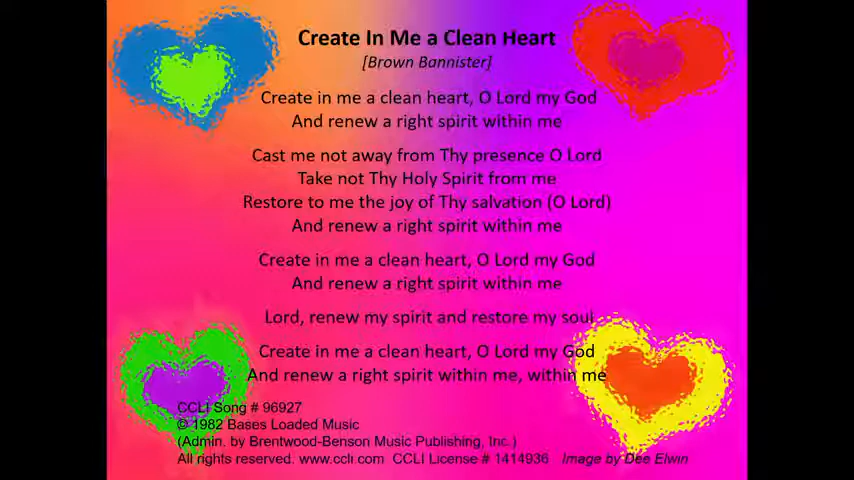 Create In Me a Clean Heart
[Brown Bannister]
Create in me a clean heart, O Lord my God
And renew a right spirit within me
Cast me not away from Thy presence O Lord
Take not Thy Holy Spirit from me
Restore to me the joy of Thy salvation (O Lord)
And renew a right spirit within me
Create in me a clean heart, O Lord my God
And renew a right spirit within me
Lord, renew my spirit and restore my soul
Create in me a clean heart, O Lord my God
And renew a right spirit within me, within me
CCLI Song # 96927
© 1982 Bases Loaded Music
(Admin. by Brentwood-Benson Music Publishing, Inc.)
All rights reserved. www.ccli.com CCLI License # 1414936 Image by Dee Elwin